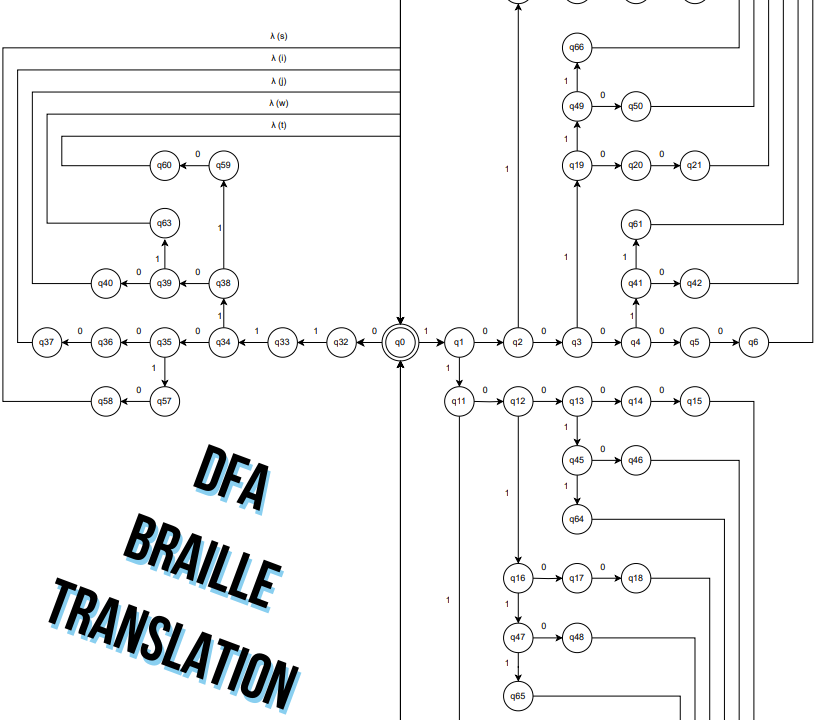 λ (s)
λ (i)
λ (j)
λ (w)
λ (t)
q66
1
q49 0 q50
1
1
q60 0 q59
q19 0 q20 0 q21
q63
q61
1
1
1
1
q40 0 q39 0 q38
q41 0 q42
1
1
q37 0 q36 0 q35 0 q34 1 q33 1 q32 0 q0 1 q1 0 q2 0 q3 0 q4 0 q5 0 q6
1
1
q58 0 q57
q11 0 q12 0 q13 0 q14 0 q15
1
q45 0 q46
1
1
q64
DFA
BRAILLE
TRANSLATION
q16 0 q17 0 q18
1
1
q47 0 q48
1
q65